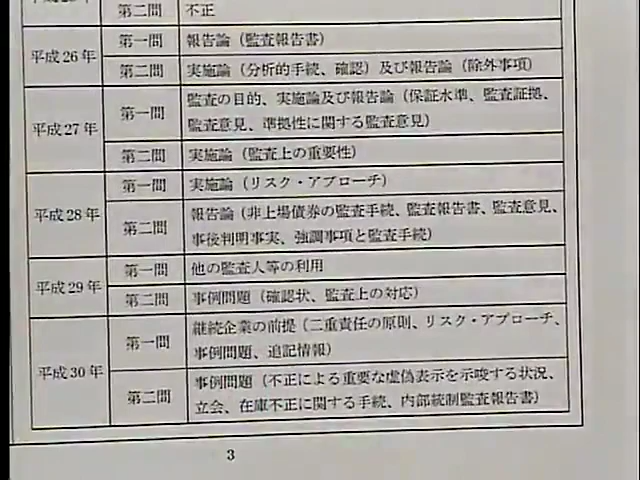 第二問 不正
平成26年 第一問 報告論（監査報告書）
第二問 実施論（分析的手続、確認）及び報告論（除外事項）
平成27年 第一問 監査の目的、実施論及び報告論（保証水準、監査証拠、
監査意見、準拠性に関する監査意見）
第二問 実施論（監査上の重要性）
平成28年 第一問 実施論（リスク・アプローチ）
第二問 報告論（非上場債券の監査手続、監査報告書、監査意見、
事後判明事実、強調事項と監査手続）
平成29年 第一問 他の監査人等の利用
第二問 事例問題（確認状、監査上の対応）
平成30年 第一問 継続企業の前提（二重責任の原則、リスク・アプローチ、
事例問題、追記情報）
第二問 事例問題（不正による重要な虚偽表示を示唆する状況、
立会、在庫不正に関する手続、内部統制監査報告書）
3